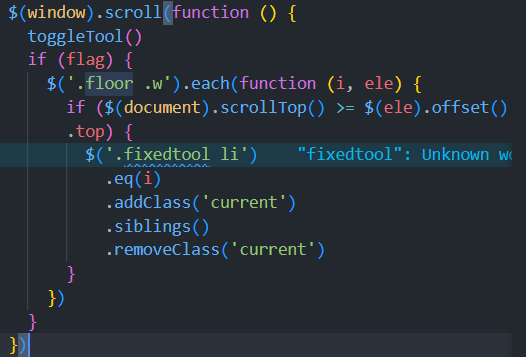 $(window).scroll(function () {
toggleTool()
if (flag) {
$('.floor .w').each(function (i, ele) {
if ($(document).scrollTop() >= $(ele).offset()
.top) {
$('.fixedtool li') "fixedtool": Unknown
.eq(i)
.addClass('current')
.siblings()
.removeClass('current')
}
})
}
})